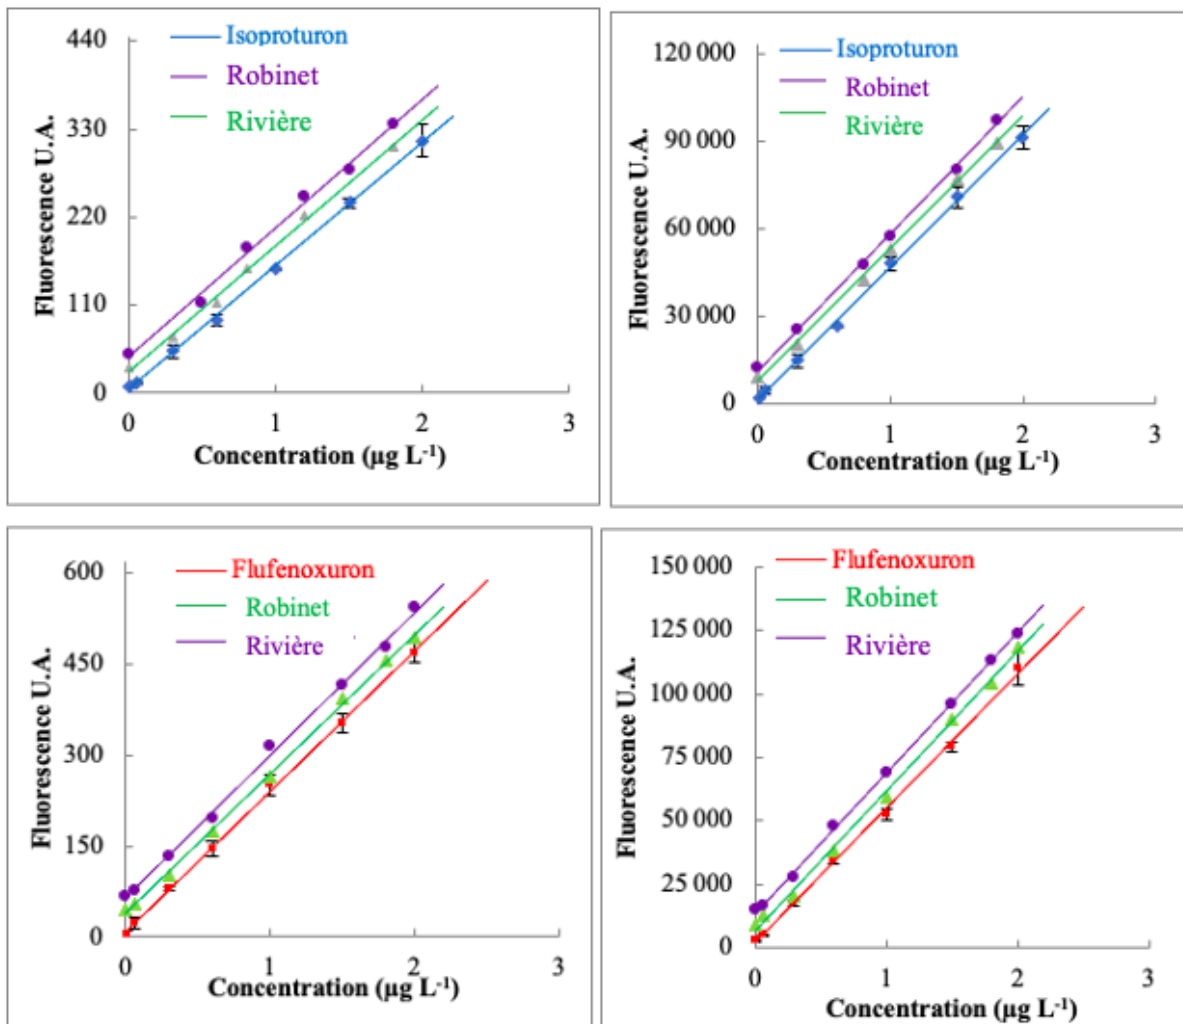 440
330
220
110
0
Fluorescence U.A.
Isoproturon
Robinet
Rivière
0 1 2 3
Concentration (µg L⁻¹)
120 000
90 000
60 000
30 000
0
Fluorescence U.A.
Isoproturon
Robinet
Rivière
0 1 2 3
Concentration (µg L⁻¹)
600
450
300
150
0
Fluorescence U.A.
Flufenoxuron
Robinet
Rivière
0 1 2 3
Concentration (µg L⁻¹)
150 000
125 000
100 000
75 000
50 000
25 000
0
Fluorescence U.A.
Flufenoxuron
Robinet
Rivière
0 1 2 3
Concentration (µg L⁻¹)